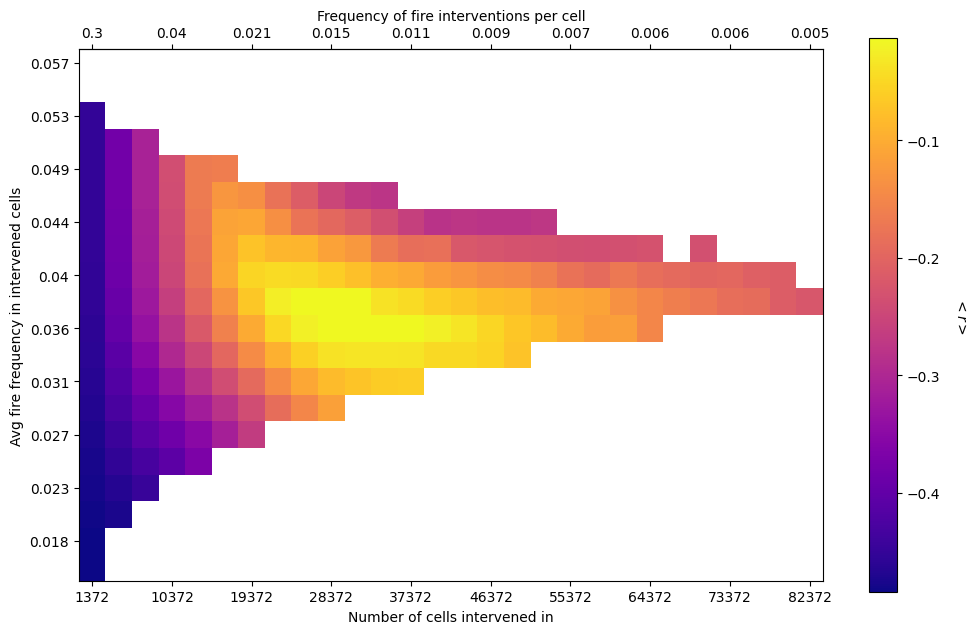 Frequency of fire interventions per cell
0.3 0.04 0.021 0.015 0.011 0.009 0.007 0.006 0.006 0.005
Avg fire frequency in intervened cells
0.057
0.053
0.049
0.044
0.04
0.036
0.031
0.027
0.023
0.018
1372 10372 19372 28372 37372 46372 55372 64372 73372 82372
Number of cells intervened in
−0.1
−0.2
−0.3
−0.4
< r >